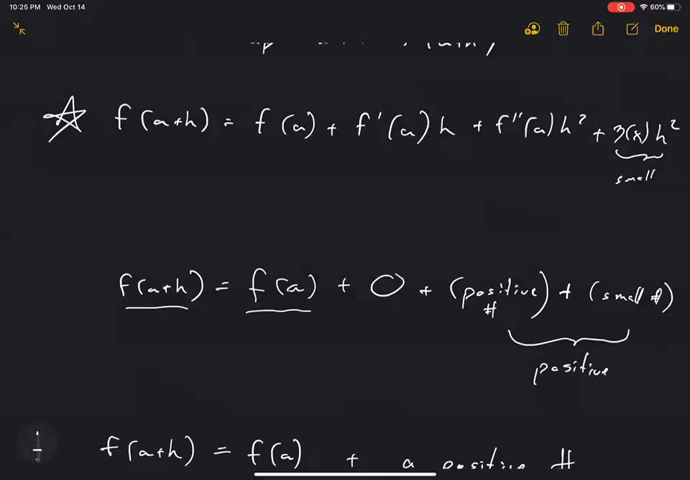 10:25 PM Wed Oct 14
60%
Done
f(a+h) = f(a) + f'(a)h + f''(a)h² + ξ(x)h²
small
f(a+h) = f(a) + 0 + (positive #) + (small #)
positive
f(a+h) = f(a) + a positive #